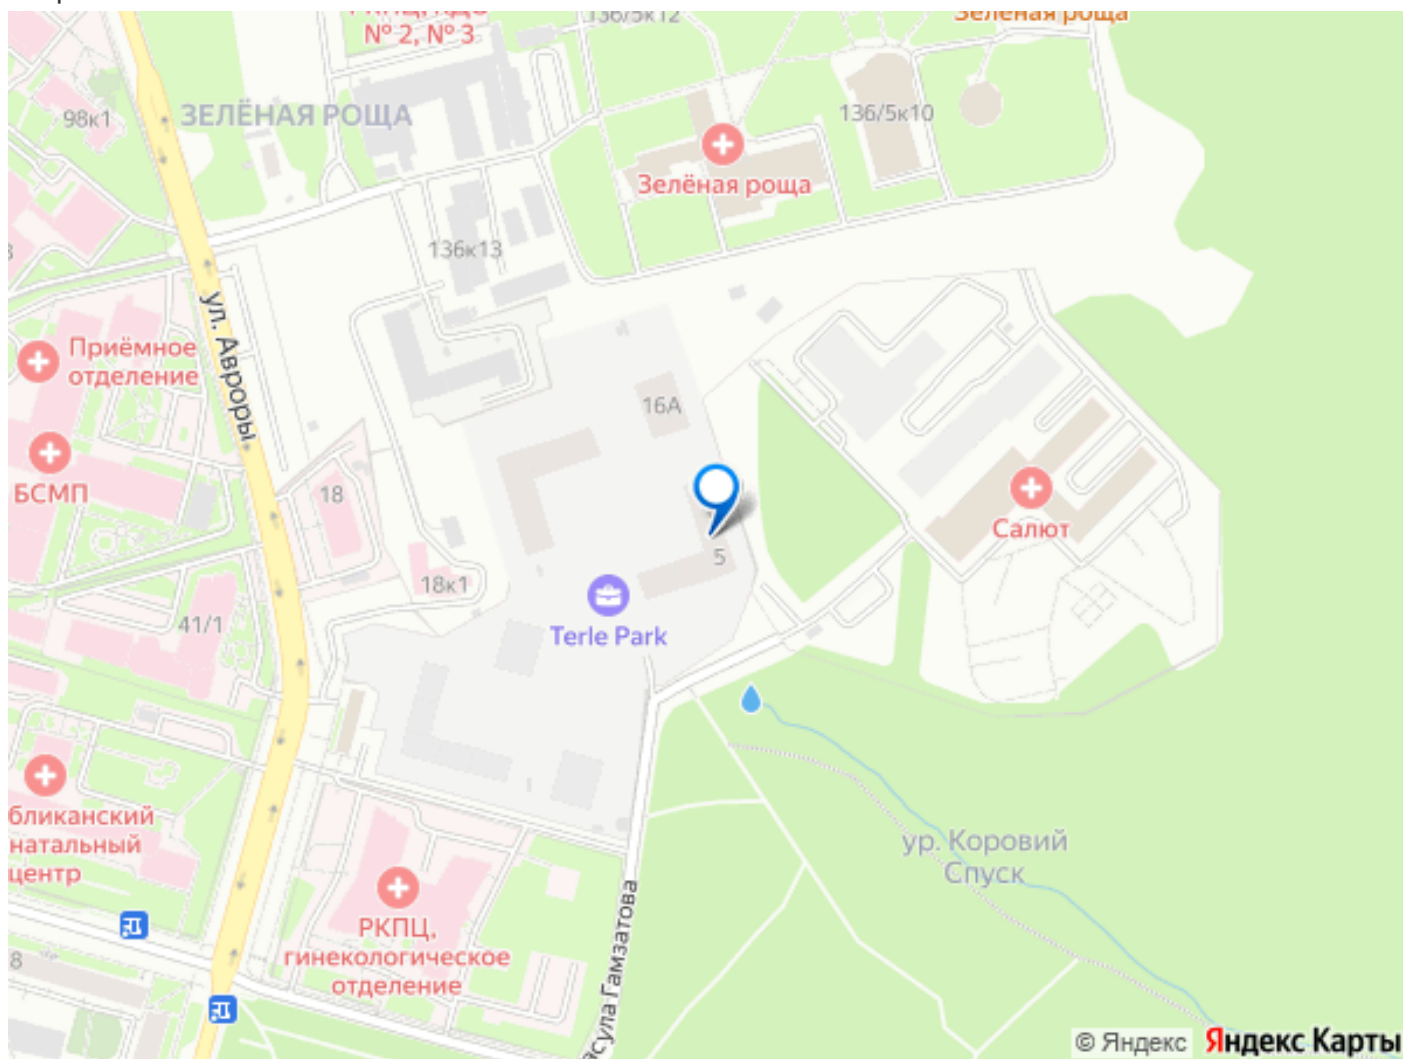 № 2, № 3
136/5к12
Зелёная роща
98к1
ЗЕЛЁНАЯ РОЩА
136/5к10
Зелёная роща
136к13
ул. Авроры
Приёмное
отделение
16А
БСМП
18
Салют
5
18к1
41/1
Terle Park
бликанский
натальный
центр
ур. Коровий
Спуск
РКПЦ,
гинекологическое
отделение
8
сула Гамзатова
© Яндекс
Яндекс Карты